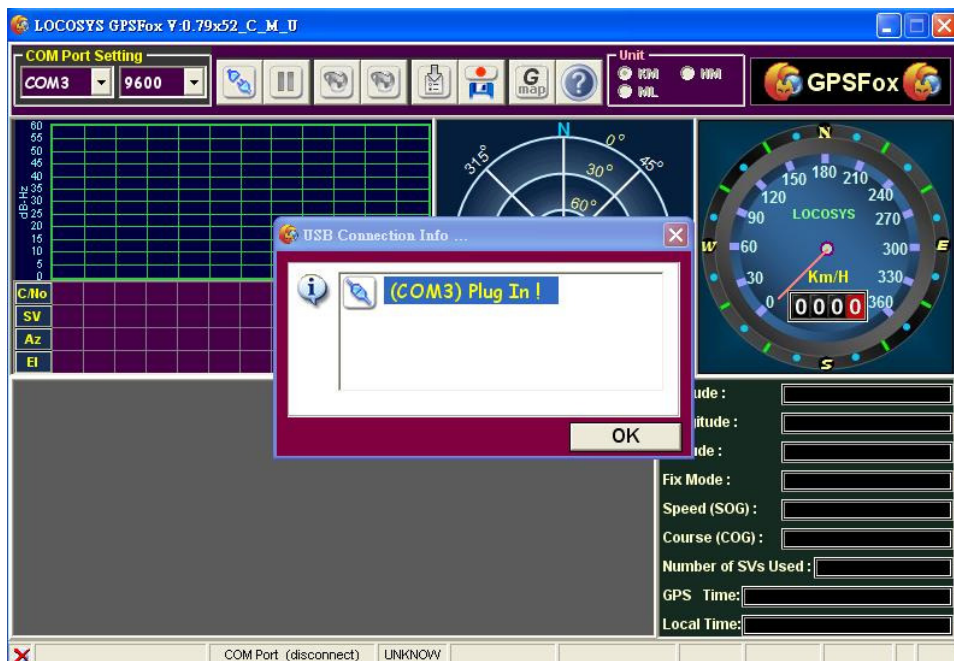 LOCOSYS GPSFox V:0.79x52_C_M_U
COM Port Setting
COM3
9600
G
map
Unit
KM
NM
ML
GPSFox
60
55
50
45
40
35
30
25
20
15
10
5
0
dB-Hz
C/No
SV
Az
El
N
315°
0°
45°
30°
60°
N
W
E
S
0
30
60
90
120
150
180
210
240
270
300
330
360
LOCOSYS
Km/H
0000
USB Connection Info ...
(COM3) Plug In !
OK
ude :
itude :
ude :
Fix Mode :
Speed (SOG) :
Course (COG) :
Number of SVs Used :
GPS Time:
Local Time:
COM Port (disconnect)
UNKNOW